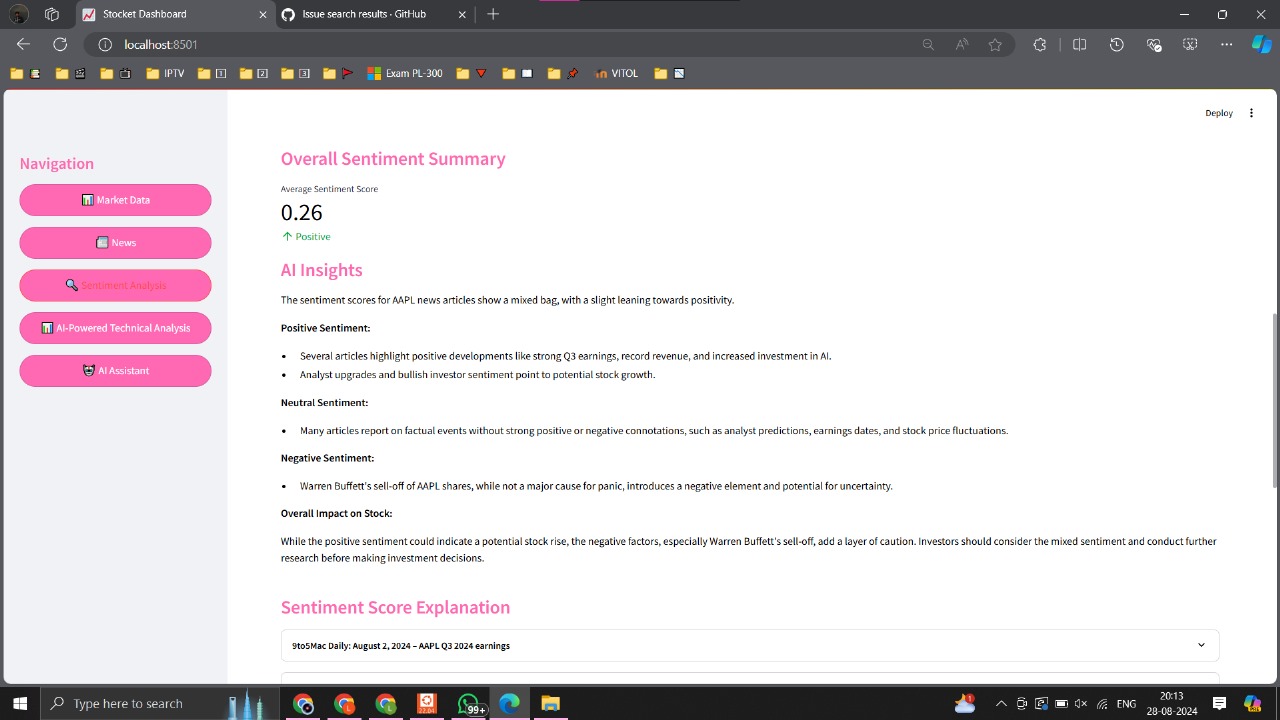 Stocket Dashboard
Issue search results · GitHub
localhost:8501
IPTV
1
2
3
Exam PL-300
in VITOL
Deploy
Navigation
Market Data
News
Sentiment Analysis
AI-Powered Technical Analysis
AI Assistant
Overall Sentiment Summary
Average Sentiment Score
0.26
↑ Positive
AI Insights
The sentiment scores for AAPL news articles show a mixed bag, with a slight leaning towards positivity.
Positive Sentiment:
• Several articles highlight positive developments like strong Q3 earnings, record revenue, and increased investment in AI.
• Analyst upgrades and bullish investor sentiment point to potential stock growth.
Neutral Sentiment:
• Many articles report on factual events without strong positive or negative connotations, such as analyst predictions, earnings dates, and stock price fluctuations.
Negative Sentiment:
• Warren Buffett's sell-off of AAPL shares, while not a major cause for panic, introduces a negative element and potential for uncertainty.
Overall Impact on Stock:
While the positive sentiment could indicate a potential stock rise, the negative factors, especially Warren Buffett's sell-off, add a layer of caution. Investors should consider the mixed sentiment and conduct further
research before making investment decisions.
Sentiment Score Explanation
9to5Mac Daily: August 2, 2024 – AAPL Q3 2024 earnings
Type here to search
22.04
99+
1
ENG
20:13
28-08-2024